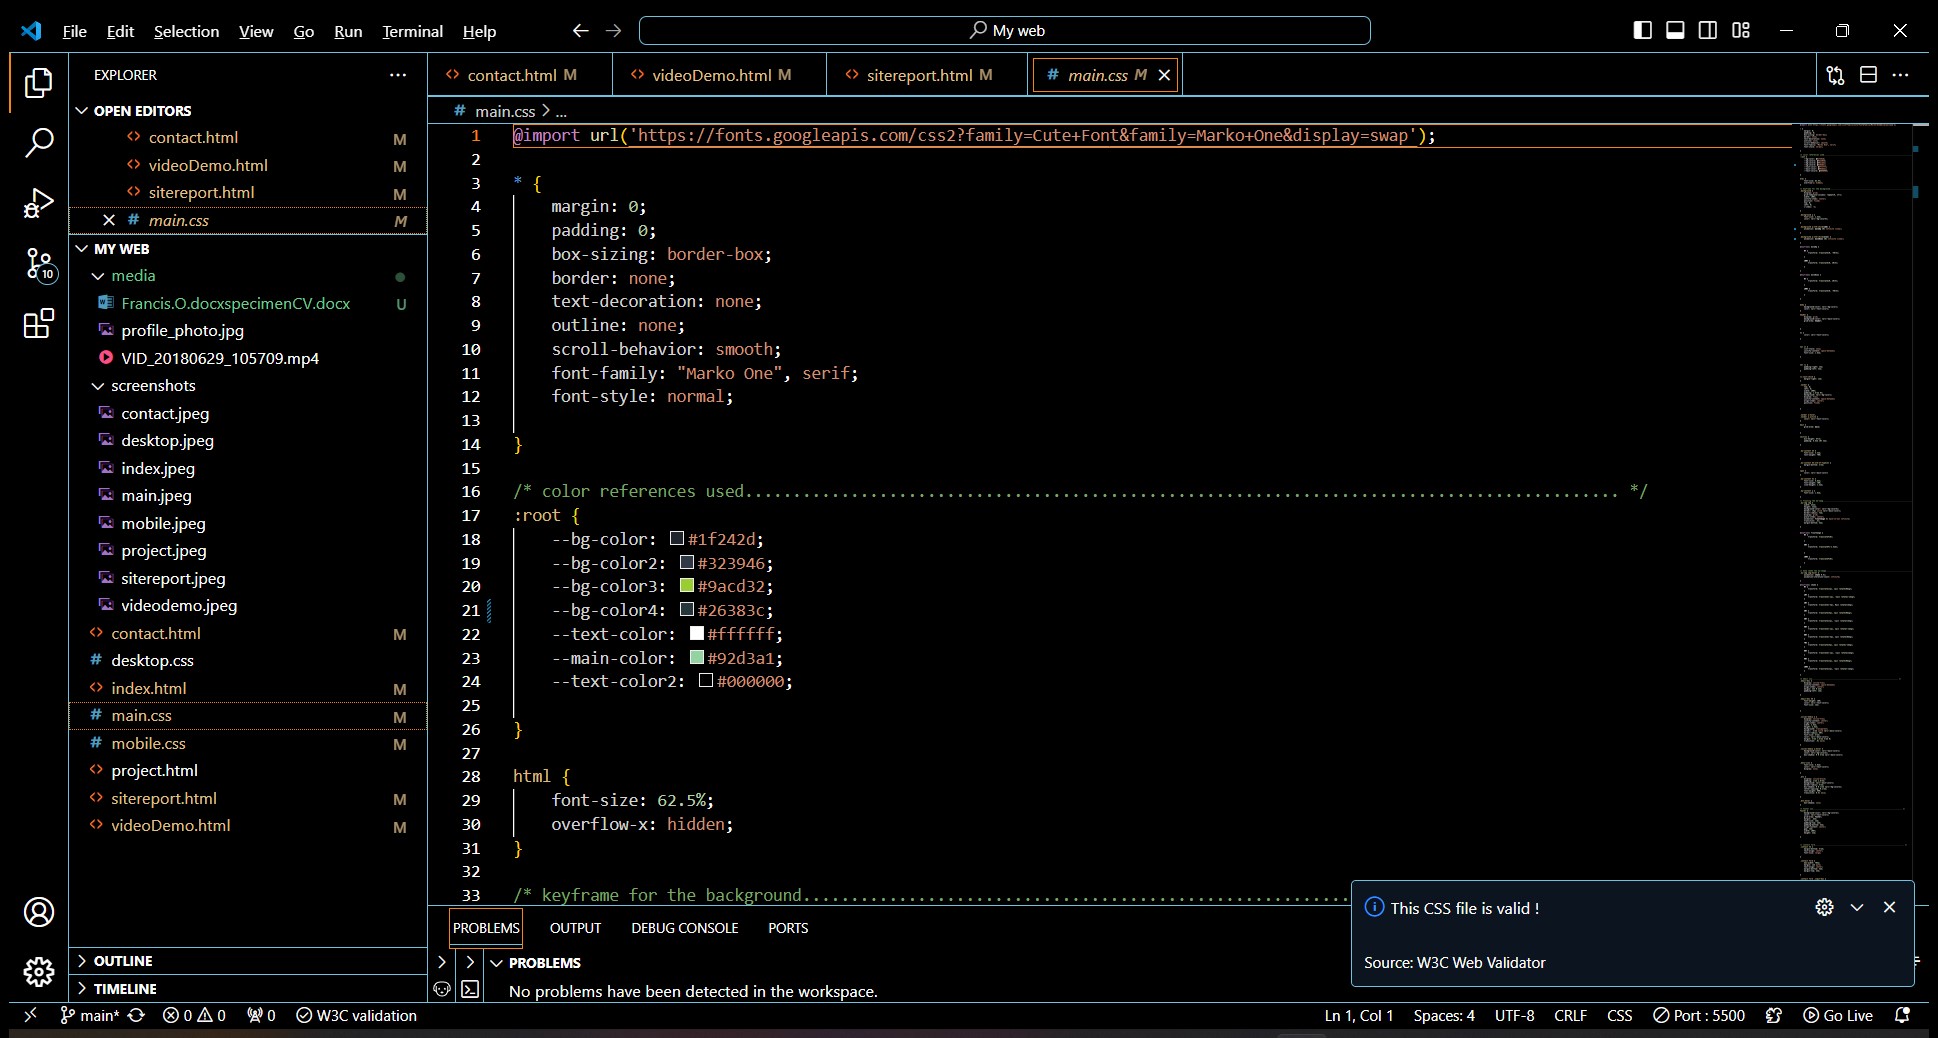 File Edit Selection View Go Run Terminal Help
My web
EXPLORER
OPEN EDITORS
contact.html M
videoDemo.html M
sitereport.html M
main.css M
MY WEB
media
Francis.O.docxspecimenCV.docx U
profile_photo.jpg
VID_20180629_105709.mp4
screenshots
contact.jpeg
desktop.jpeg
index.jpeg
main.jpeg
mobile.jpeg
project.jpeg
sitereport.jpeg
videodemo.jpeg
contact.html M
desktop.css
index.html M
main.css M
mobile.css M
project.html
sitereport.html M
videoDemo.html M
OUTLINE
TIMELINE
10
contact.html M videoDemo.html M sitereport.html M # main.css M
# main.css > ...
1 @import url('https://fonts.googleapis.com/css2?family=Cute+Font&family=Marko+One&display=swap');
2
3 * {
4 margin: 0;
5 padding: 0;
6 box-sizing: border-box;
7 border: none;
8 text-decoration: none;
9 outline: none;
10 scroll-behavior: smooth;
11 font-family: "Marko One", serif;
12 font-style: normal;
13
14 }
15
16 /* color references used........................................................................................... */
17 :root {
18 --bg-color: #1f242d;
19 --bg-color2: #323946;
20 --bg-color3: #9acd32;
21 --bg-color4: #26383c;
22 --text-color: #ffffff;
23 --main-color: #92d3a1;
24 --text-color2: #000000;
25
26 }
27
28 html {
29 font-size: 62.5%;
30 overflow-x: hidden;
31 }
32
33 /* keyframe for the background.........................................................
PROBLEMS OUTPUT DEBUG CONSOLE PORTS
PROBLEMS
No problems have been detected in the workspace.
This CSS file is valid !
Source: W3C Web Validator
main* 0 0 0 W3C validation
Ln 1, Col 1 Spaces: 4 UTF-8 CRLF CSS Port : 5500 Go Live